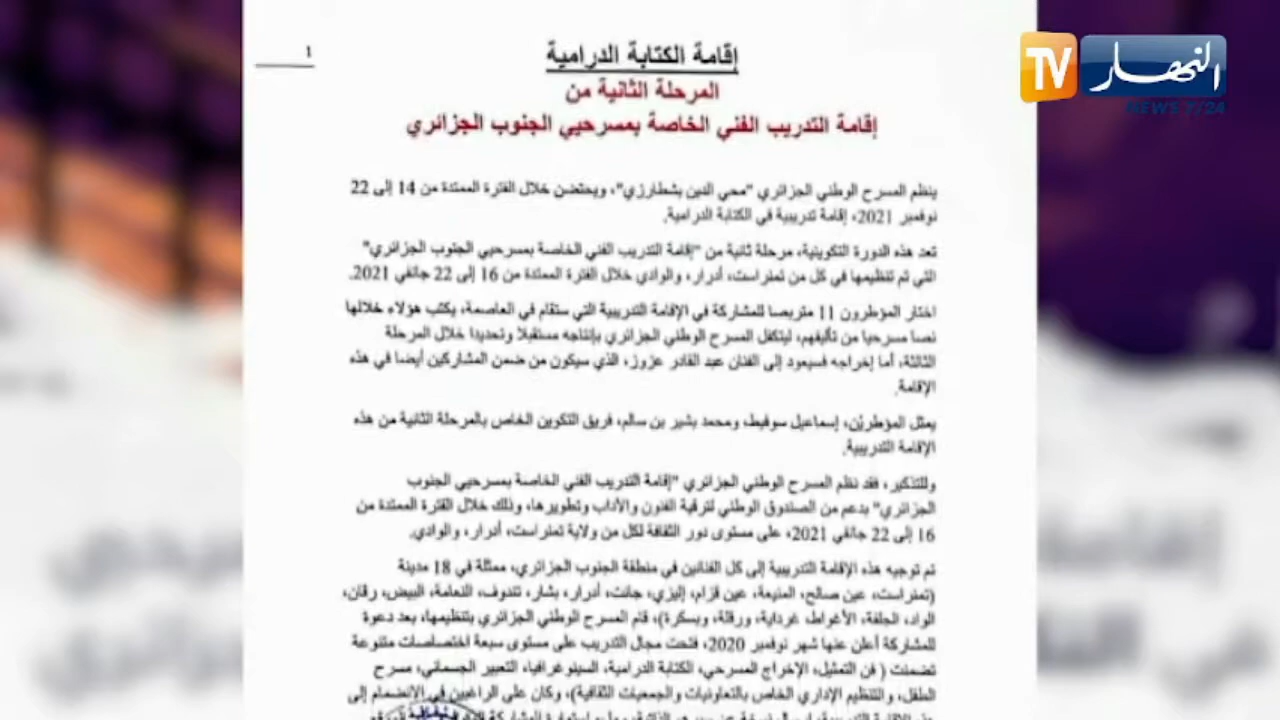 النهار TV
NEWS 7/24
1
إقامة الكتابة الدرامية
المرحلة الثانية من
إقامة التدريب الفني الخاصة بمسرحيي الجنوب الجزائري
ينظم المسرح الوطني الجزائري "محي الدين بشطارزي"، ويحتضن خلال الفترة الممتدة من 14 إلى 22
نوفمبر 2021، إقامة تدريبية في الكتابة الدرامية.
تعد هذه الدورة التكوينية، مرحلة ثانية من "إقامة التدريب الفني الخاصة بمسرحيي الجنوب الجزائري"
التي تم تنظيمها في كل من تمنراست، أدرار، والوادي خلال الفترة الممتدة من 16 إلى 22 جانفي 2021.
اختار المؤطرون 11 متربصا للمشاركة في الإقامة التدريبية التي ستقام في العاصمة، يكتب هؤلاء خلالها
نصا مسرحيا من تأليفهم، ليتكفل المسرح الوطني الجزائري بإنتاجه مستقبلا وتحديدا خلال المرحلة
الثالثة، أما إخراجه فسيعود إلى الفنان عبد القادر عزوز، الذي سيكون من ضمن المشاركين أيضا في هذه
الإقامة.
يمثل المؤطرين، إسماعيل سوفيط، ومحمد بشير بن سالم، فريق التكوين الخاص بالمرحلة الثانية من هذه
الإقامة التدريبية.
وللتذكير، فقد نظم المسرح الوطني الجزائري "إقامة التدريب الفني الخاصة بمسرحيي الجنوب
الجزائري" بدعم من الصندوق الوطني لترقية الفنون والآداب وتطويرها، وذلك خلال الفترة الممتدة من
16 إلى 22 جانفي 2021، على مستوى دور الثقافة لكل من ولاية تمنراست، أدرار، والوادي.
تم توجيه هذه الإقامة التدريبية إلى كل الفنانين في منطقة الجنوب الجزائري، ممثلة في 18 مدينة
(تمنراست، عين صالح، المنيعة، عين قزام، إليزي، جانت، أدرار، بشار، تندوف، النعامة، البيض، رقان،
الواد، الجلفة، الأغواط، غرداية، ورقلة، وبسكرة)، قام المسرح الوطني الجزائري بتنظيمها، بعد دعوة
للمشاركة أعلن عنها شهر نوفمبر 2020، فتحت مجال التدريب على مستوى سبعة اختصاصات متنوعة
تضمنت ( فن التمثيل، الإخراج المسرحي، الكتابة الدرامية، السينوغرافيا، التعبير الجسماني، مسرح
الطفل، والتنظيم الإداري الخاص بالتعاونيات والجمعيات الثقافية)، وكان على الراغبين في الانضمام إلى